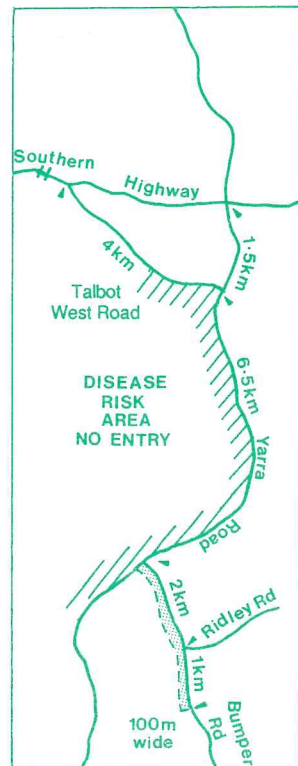 Southern
Highway
4km
1·5km
Talbot
West Road
6·5km
DISEASE
RISK
AREA
NO ENTRY
Yarra
Road
2km
Ridley Rd
1km
Bumper
Rd
100m
wide